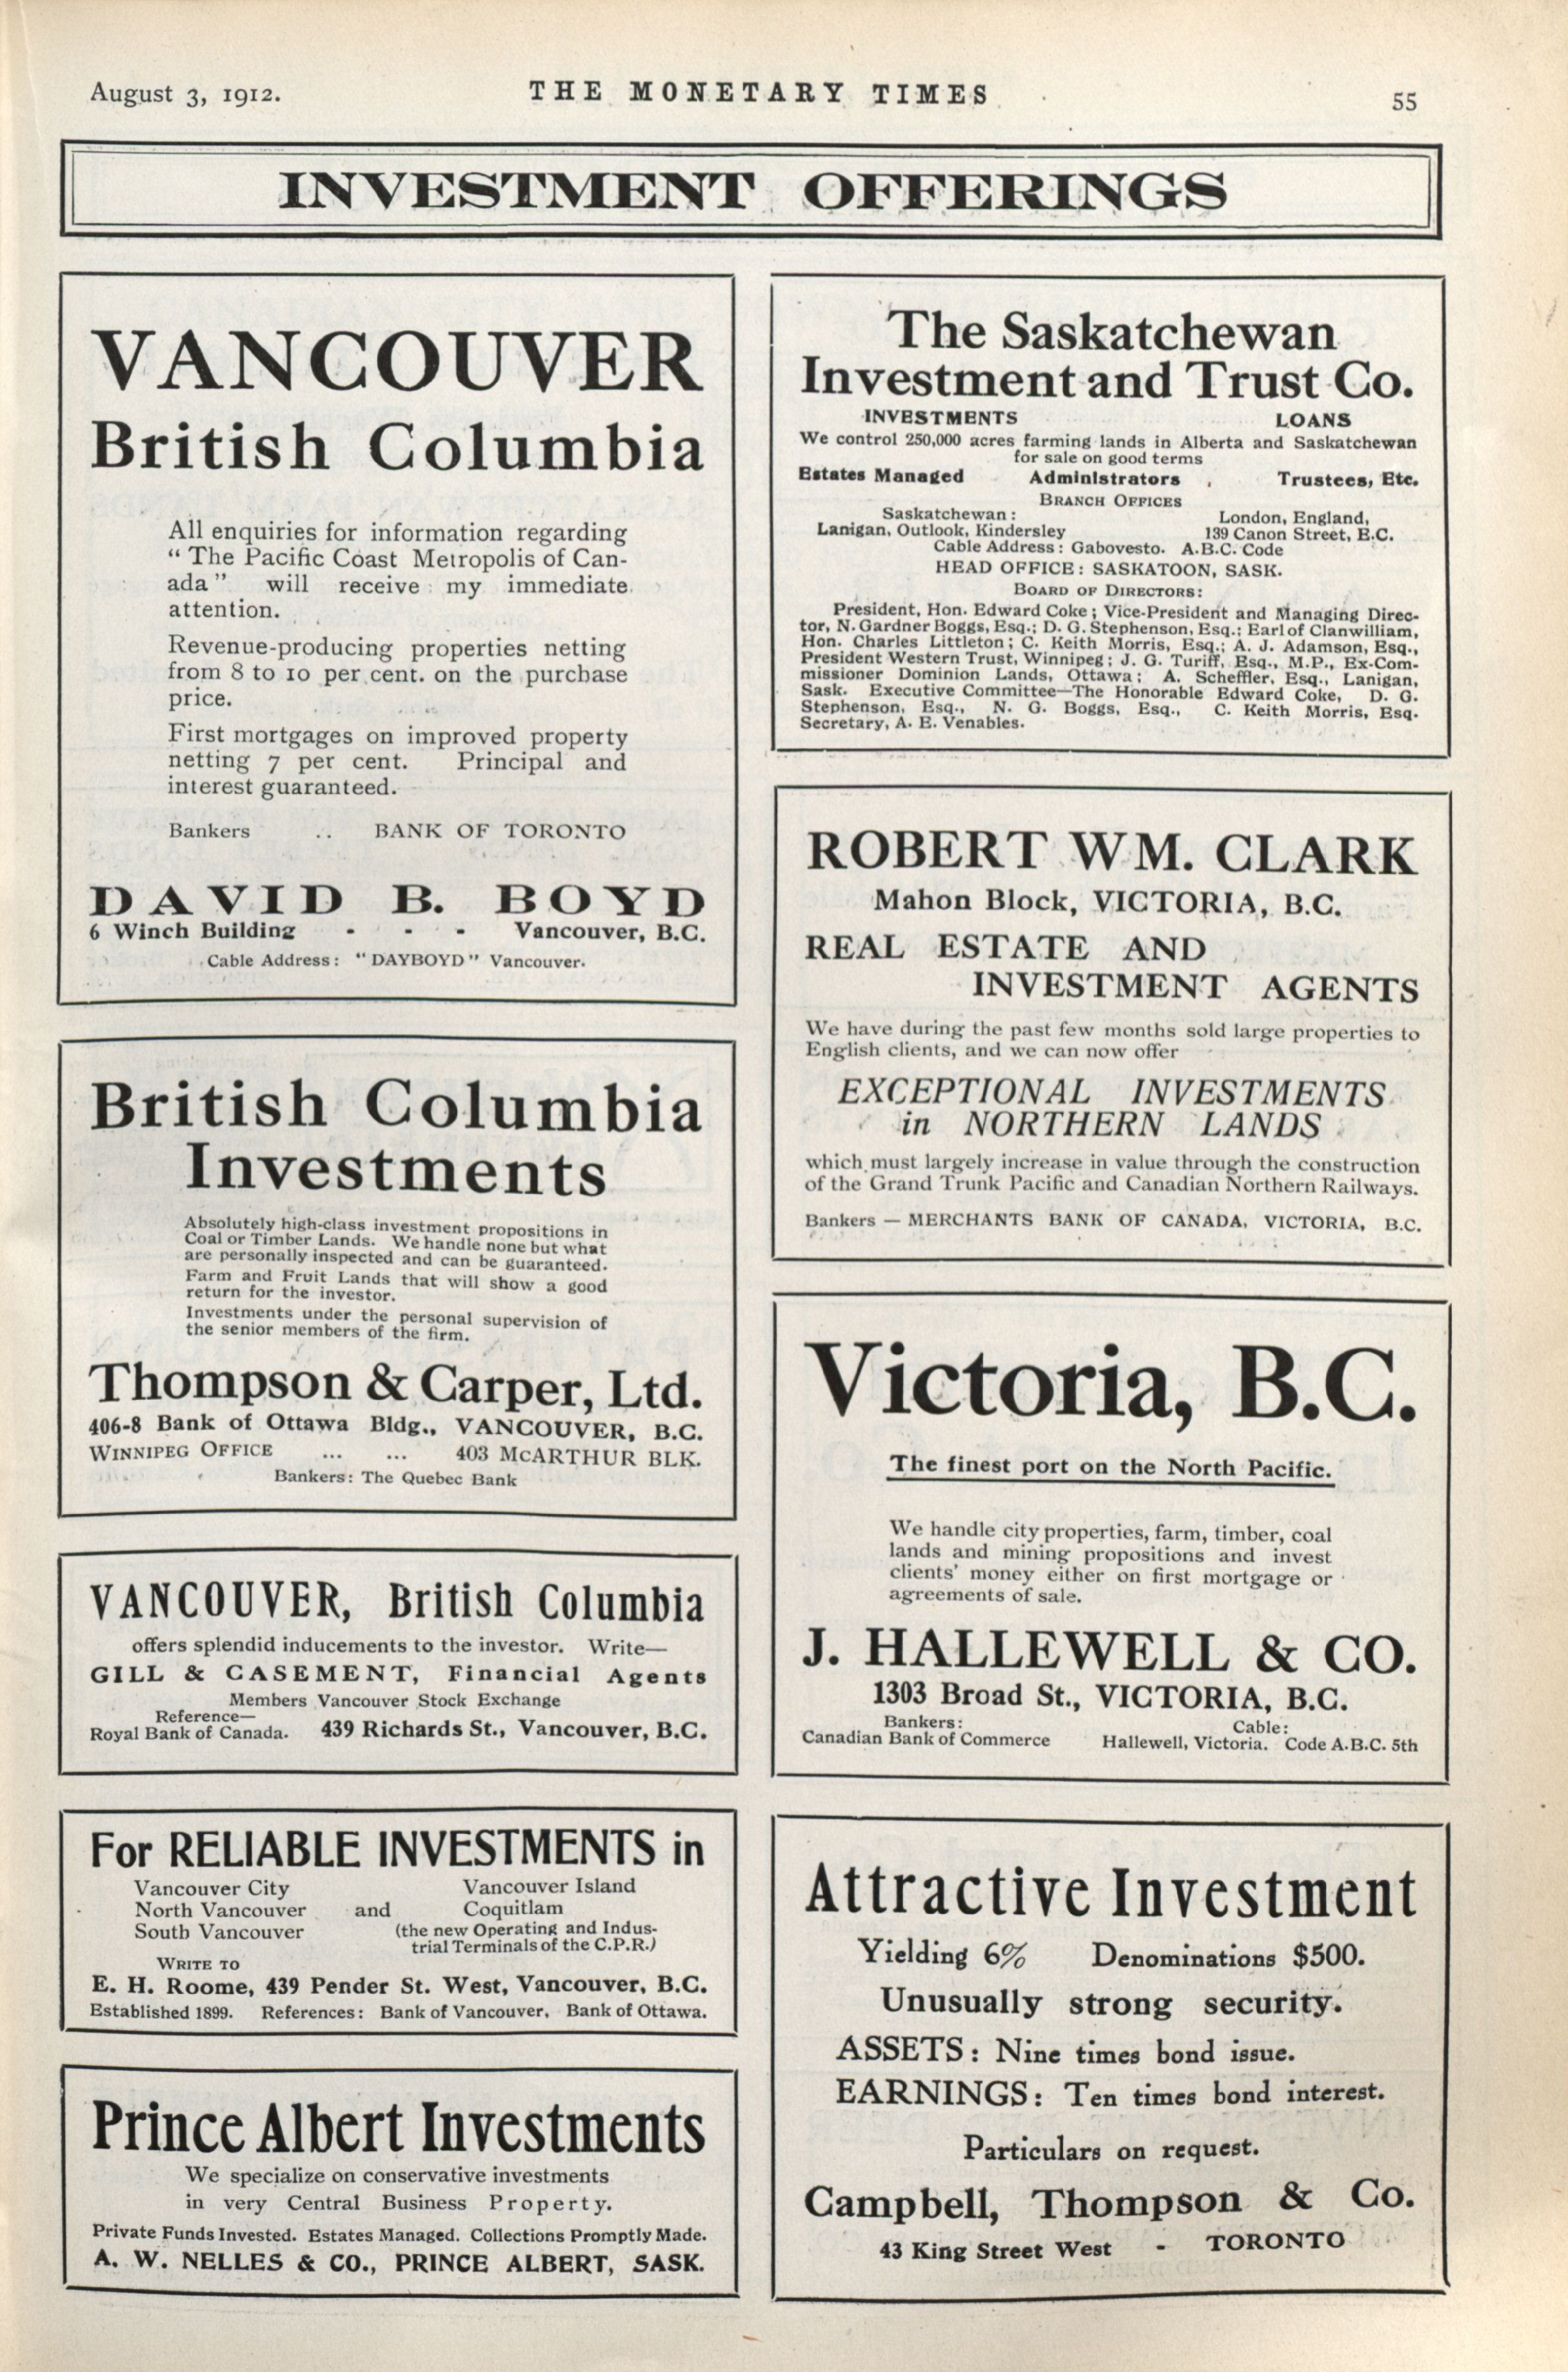 August 3, 1912.
THE MONETARY TIMES
55
INVESTMENT OFFERINGS
VANCOUVER
British Columbia
All enquiries for information regarding
"The Pacific Coast Metropolis of Can-
ada" will receive my immediate
attention.
Revenue-producing properties netting
from 8 to 10 per cent. on the purchase
price.
First mortgages on improved property
netting 7 per cent. Principal and
interest guaranteed.
Bankers .. BANK OF TORONTO
DAVID B. BOYD
6 Winch Building - - - Vancouver, B.C.
Cable Address: "DAYBOYD" Vancouver.
British Columbia
Investments
Absolutely high-class investment propositions in
Coal or Timber Lands. We handle none but what
are personally inspected and can be guaranteed.
Farm and Fruit Lands that will show a good
return for the investor.
Investments under the personal supervision of
the senior members of the firm.
Thompson & Carper, Ltd.
406-8 Bank of Ottawa Bldg., VANCOUVER, B.C.
WINNIPEG OFFICE ... ... 403 McARTHUR BLK.
Bankers: The Quebec Bank
VANCOUVER, British Columbia
offers splendid inducements to the investor. Write—
GILL & CASEMENT, Financial Agents
Members Vancouver Stock Exchange
Reference—
Royal Bank of Canada. 439 Richards St., Vancouver, B.C.
For RELIABLE INVESTMENTS in
Vancouver City Vancouver Island
North Vancouver and Coquitlam
South Vancouver (the new Operating and Indus-
trial Terminals of the C.P.R.)
WRITE TO
E. H. Roome, 439 Pender St. West, Vancouver, B.C.
Established 1899. References: Bank of Vancouver, Bank of Ottawa.
Prince Albert Investments
We specialize on conservative investments
in very Central Business Property.
Private Funds Invested. Estates Managed. Collections Promptly Made.
A. W. NELLES & CO., PRINCE ALBERT, SASK.
The Saskatchewan
Investment and Trust Co.
INVESTMENTS LOANS
We control 250,000 acres farming lands in Alberta and Saskatchewan
for sale on good terms
Estates Managed Administrators, Trustees, Etc.
BRANCH OFFICES
Saskatchewan: London, England,
Lanigan, Outlook, Kindersley 139 Canon Street, E.C.
Cable Address: Gabovesto. A.B.C. Code
HEAD OFFICE: SASKATOON, SASK.
BOARD OF DIRECTORS:
President, Hon. Edward Coke; Vice-President and Managing Direc-
tor, N. Gardner Boggs, Esq.; D. G. Stephenson, Esq.; Earl of Clanwilliam,
Hon. Charles Littleton; C. Keith Morris, Esq.; A. J. Adamson, Esq.,
President Western Trust, Winnipeg; J. G. Turiff, Esq., M.P., Ex-Com-
missioner Dominion Lands, Ottawa; A. Scheffler, Esq., Lanigan,
Sask. Executive Committee—The Honorable Edward Coke, D. G.
Stephenson, Esq., N. G. Boggs, Esq., C. Keith Morris, Esq.
Secretary, A. E. Venables.
ROBERT WM. CLARK
Mahon Block, VICTORIA, B.C.
REAL ESTATE AND
INVESTMENT AGENTS
We have during the past few months sold large properties to
English clients, and we can now offer
EXCEPTIONAL INVESTMENTS
in NORTHERN LANDS
which must largely increase in value through the construction
of the Grand Trunk Pacific and Canadian Northern Railways.
Bankers — MERCHANTS BANK OF CANADA, VICTORIA, B.C.
Victoria, B.C.
The finest port on the North Pacific.
We handle city properties, farm, timber, coal
lands and mining propositions and invest
clients' money either on first mortgage or
agreements of sale.
J. HALLEWELL & CO.
1303 Broad St., VICTORIA, B.C.
Bankers: Cable:
Canadian Bank of Commerce Hallewell, Victoria. Code A.B.C. 5th
Attractive Investment
Yielding 6% Denominations $500.
Unusually strong security.
ASSETS: Nine times bond issue.
EARNINGS: Ten times bond interest.
Particulars on request.
Campbell, Thompson & Co.
43 King Street West - TORONTO